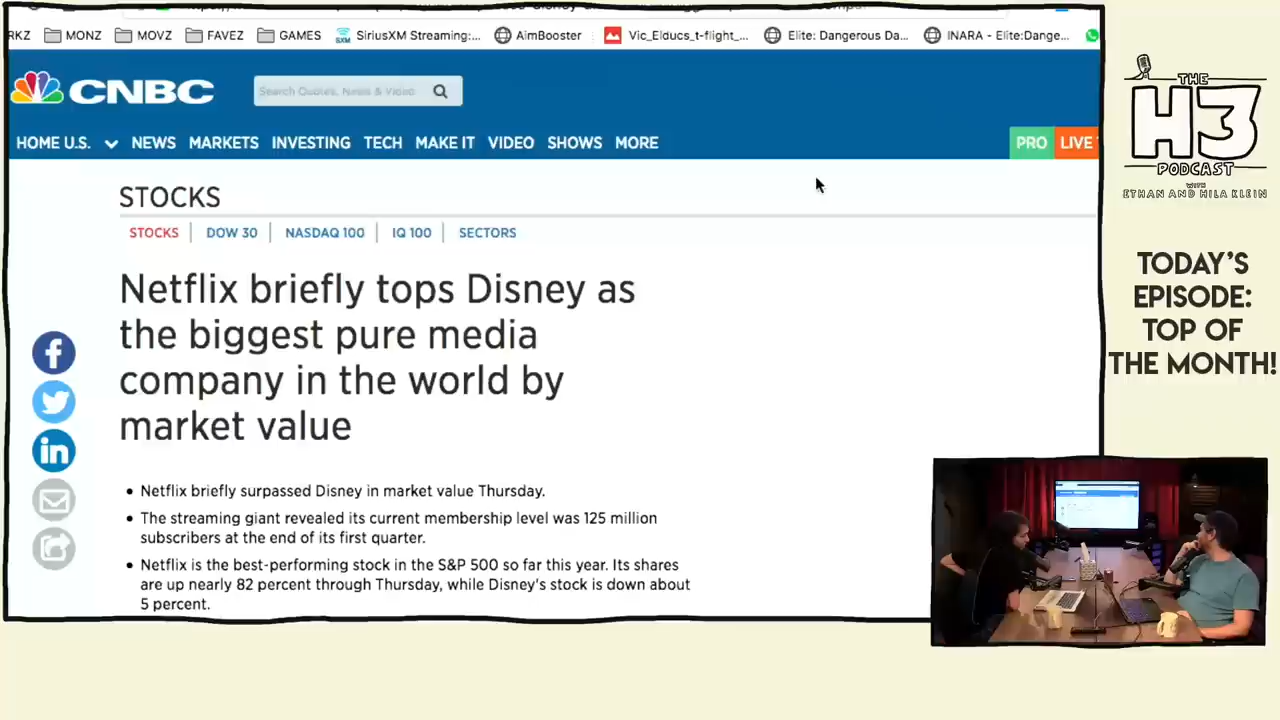 RKZ MONZ MOVZ FAVEZ GAMES SiriusXM Streaming:... AimBooster Vic_Elducs_t-flight_... Elite: Dangerous Da... INARA - Elite:Dange...
CNBC
Search Quotes, News & Video
HOME U.S. NEWS MARKETS INVESTING TECH MAKE IT VIDEO SHOWS MORE
PRO LIVE
STOCKS
STOCKS DOW 30 NASDAQ 100 IQ 100 SECTORS
Netflix briefly tops Disney as
the biggest pure media
company in the world by
market value
Netflix briefly surpassed Disney in market value Thursday.
The streaming giant revealed its current membership level was 125 million
subscribers at the end of its first quarter.
Netflix is the best-performing stock in the S&P 500 so far this year. Its shares
are up nearly 82 percent through Thursday, while Disney's stock is down about
5 percent.
THE
H3
PODCAST
WITH
ETHAN AND HILA KLEIN
TODAY'S
EPISODE:
TOP OF
THE MONTH!